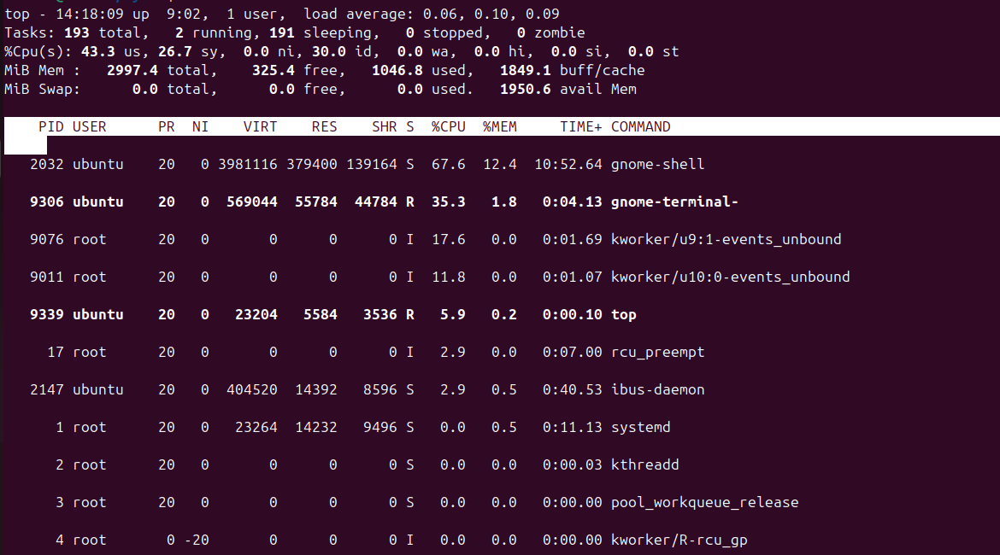 top - 14:18:09 up  9:02,  1 user,  load average: 0.06, 0.10, 0.09
Tasks: 193 total,   2 running, 191 sleeping,   0 stopped,   0 zombie
%Cpu(s): 43.3 us, 26.7 sy,  0.0 ni, 30.0 id,  0.0 wa,  0.0 hi,  0.0 si,  0.0 st
MiB Mem :   2997.4 total,    325.4 free,   1046.8 used,   1849.1 buff/cache
MiB Swap:      0.0 total,      0.0 free,      0.0 used.   1950.6 avail Mem
    PID USER      PR  NI    VIRT    RES    SHR S  %CPU  %MEM     TIME+ COMMAND
   2032 ubuntu    20   0 3981116 379400 139164 S  67.6  12.4  10:52.64 gnome-shell
   9306 ubuntu    20   0  569044  55784  44784 R  35.3   1.8   0:04.13 gnome-terminal-
   9076 root      20   0       0      0      0 I  17.6   0.0   0:01.69 kworker/u9:1-events_unbound
   9011 root      20   0       0      0      0 I  11.8   0.0   0:01.07 kworker/u10:0-events_unbound
   9339 ubuntu    20   0   23204   5584   3536 R   5.9   0.2   0:00.10 top
     17 root      20   0       0      0      0 I   2.9   0.0   0:07.00 rcu_preempt
   2147 ubuntu    20   0  404520  14392   8596 S   2.9   0.5   0:40.53 ibus-daemon
      1 root      20   0   23264  14232   9496 S   0.0   0.5   0:11.13 systemd
      2 root      20   0       0      0      0 S   0.0   0.0   0:00.03 kthreadd
      3 root      20   0       0      0      0 S   0.0   0.0   0:00.00 pool_workqueue_release
      4 root       0 -20       0      0      0 I   0.0   0.0   0:00.00 kworker/R-rcu_gp